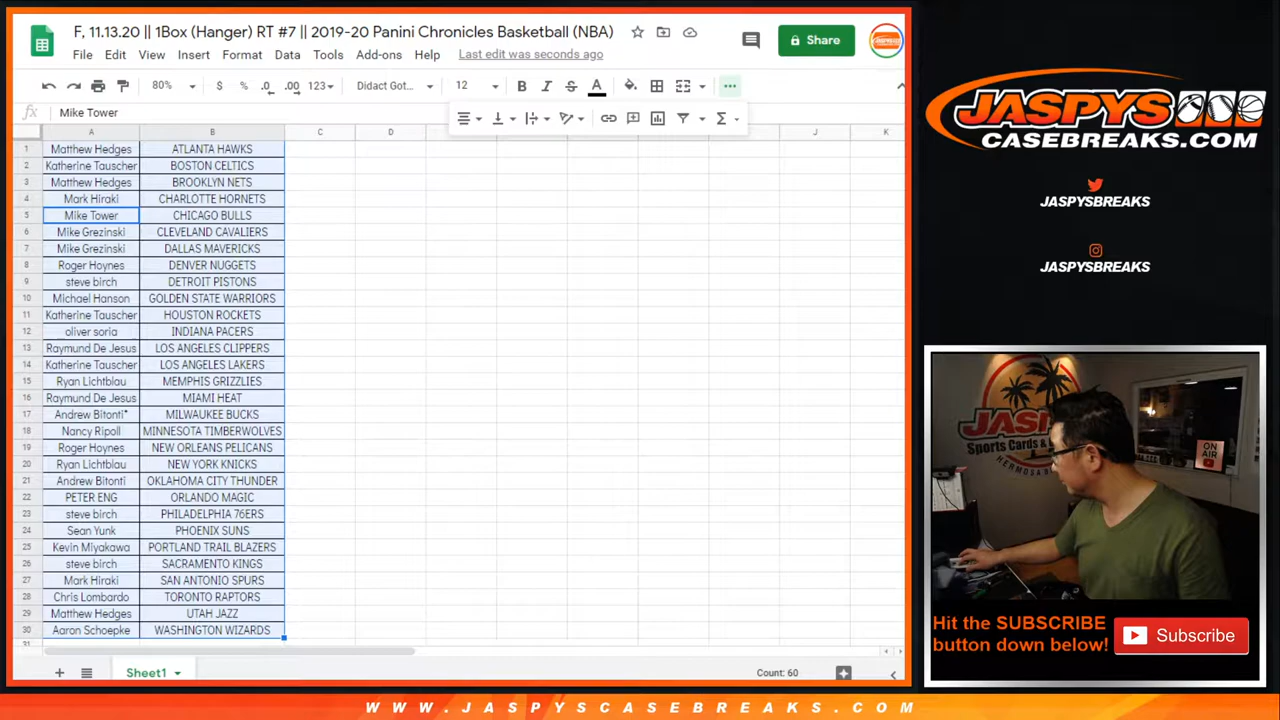 F, 11.13.20 || 1Box (Hanger) RT #7 || 2019-20 Panini Chronicles Basketball (NBA)
File Edit View Insert Format Data Tools Add-ons Help Last edit was seconds ago
Share
80% $ % .0 .00 123 Didact Got... 12 B I S A
fx Mike Tower
A B C D J K
1 Matthew Hedges ATLANTA HAWKS
2 Katherine Tauscher BOSTON CELTICS
3 Matthew Hedges BROOKLYN NETS
4 Mark Hiraki CHARLOTTE HORNETS
5 Mike Tower CHICAGO BULLS
6 Mike Grezinski CLEVELAND CAVALIERS
7 Mike Grezinski DALLAS MAVERICKS
8 Roger Hoynes DENVER NUGGETS
9 steve birch DETROIT PISTONS
10 Michael Hanson GOLDEN STATE WARRIORS
11 Katherine Tauscher HOUSTON ROCKETS
12 oliver soria INDIANA PACERS
13 Raymund De Jesus LOS ANGELES CLIPPERS
14 Katherine Tauscher LOS ANGELES LAKERS
15 Ryan Lichtblau MEMPHIS GRIZZLIES
16 Raymund De Jesus MIAMI HEAT
17 Andrew Bitonti* MILWAUKEE BUCKS
18 Nancy Ripoll MINNESOTA TIMBERWOLVES
19 Roger Hoynes NEW ORLEANS PELICANS
20 Ryan Lichtblau NEW YORK KNICKS
21 Andrew Bitonti OKLAHOMA CITY THUNDER
22 PETER ENG ORLANDO MAGIC
23 steve birch PHILADELPHIA 76ERS
24 Sean Yunk PHOENIX SUNS
25 Kevin Miyakawa PORTLAND TRAIL BLAZERS
26 steve birch SACRAMENTO KINGS
27 Mark Hiraki SAN ANTONIO SPURS
28 Chris Lombardo TORONTO RAPTORS
29 Matthew Hedges UTAH JAZZ
30 Aaron Schoepke WASHINGTON WIZARDS
31
Sheet1
Count: 60
JASPYS
CASEBREAKS.COM
JASPYSBREAKS
JASPYSBREAKS
JASPYS
Sports Cards &
HERMOSA B
ON AIR
Hit the SUBSCRIBE
button down below!
Subscribe
WWW.JASPYSCASEBREAKS.COM